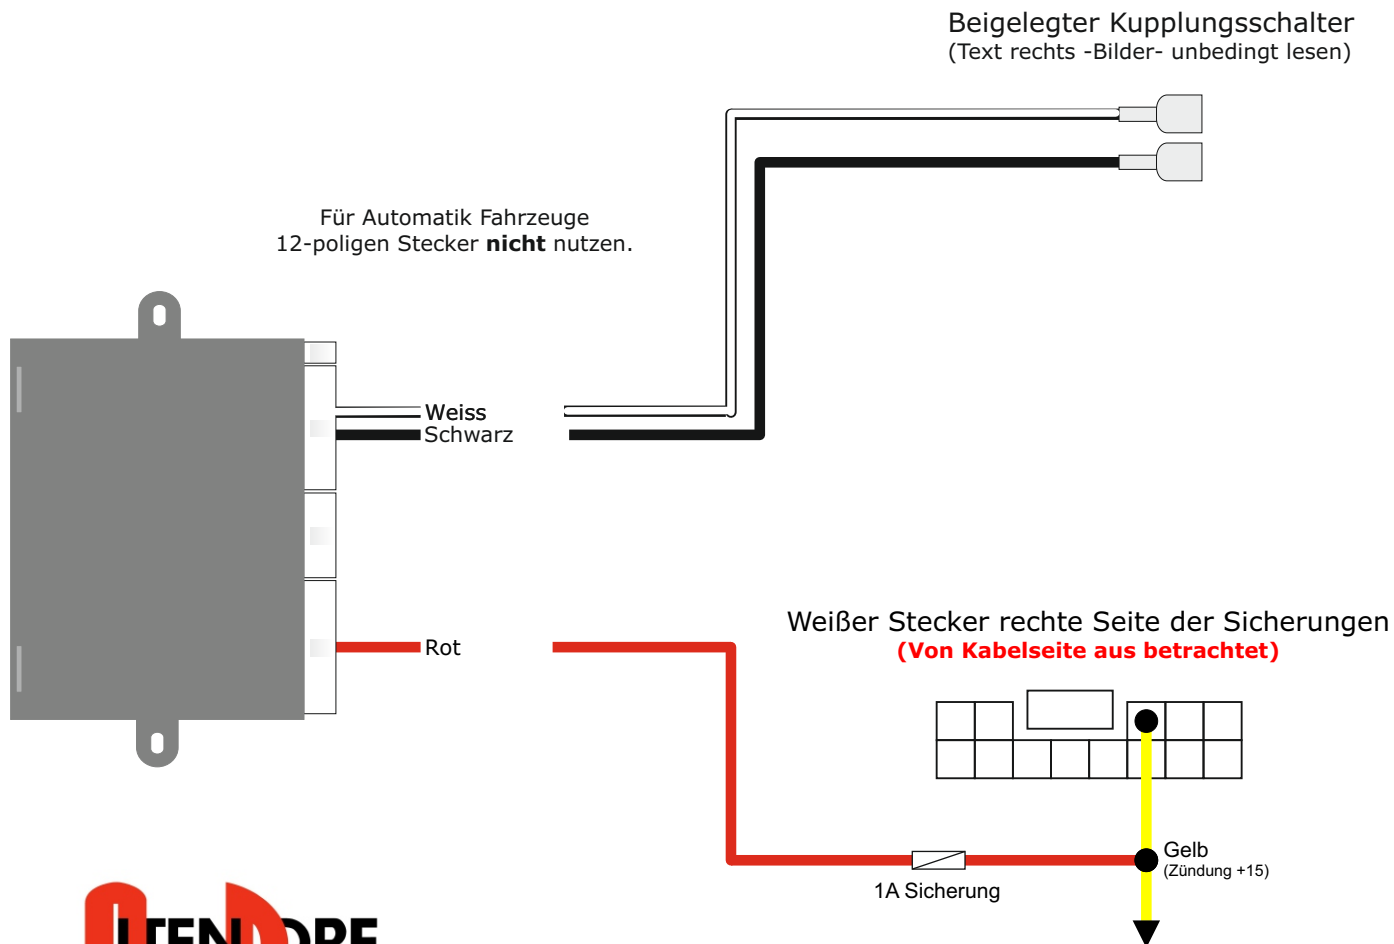 Beigelegter Kupplungsschalter
(Text rechts -Bilder- unbedingt lesen)
Für Automatik Fahrzeuge
12-poligen Stecker nicht nutzen.
Weiss
Schwarz
Rot
Weißer Stecker rechte Seite der Sicherungen
(Von Kabelseite aus betrachtet)
Gelb
(Zündung +15)
1A Sicherung